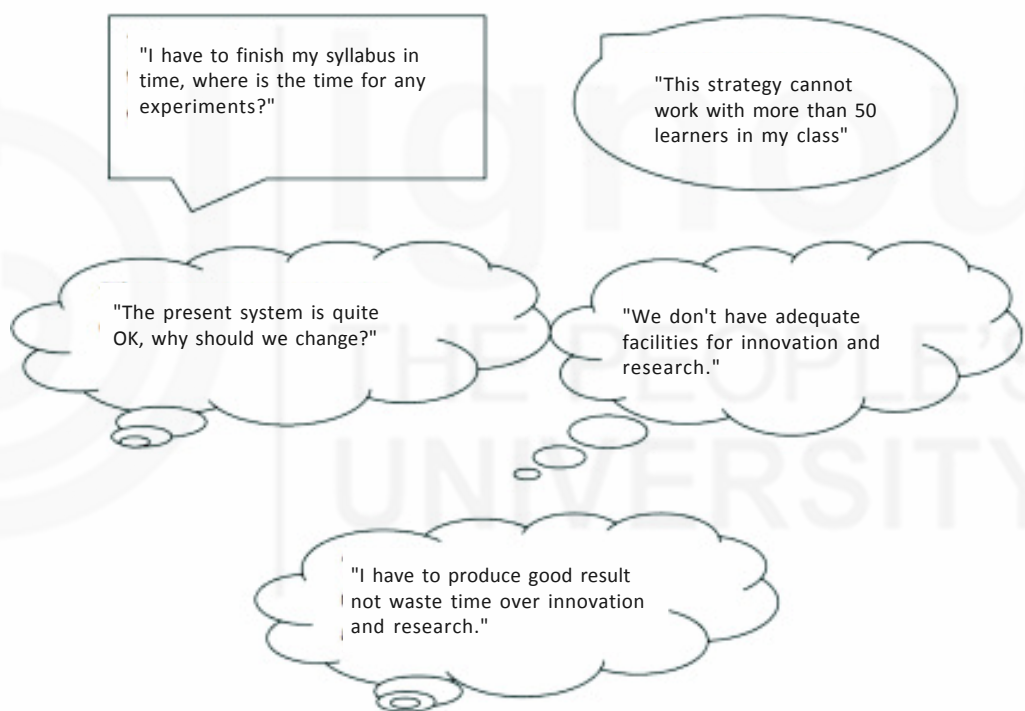 "I have to finish my syllabus in
time, where is the time for any
experiments?"
"This strategy cannot
work with more than 50
learners in my class"
"The present system is quite
OK, why should we change?"
"We don't have adequate
facilities for innovation and
research."
"I have to produce good result
not waste time over innovation
and research."
ignou
THE PEOPLE'S
UNIVERSITY